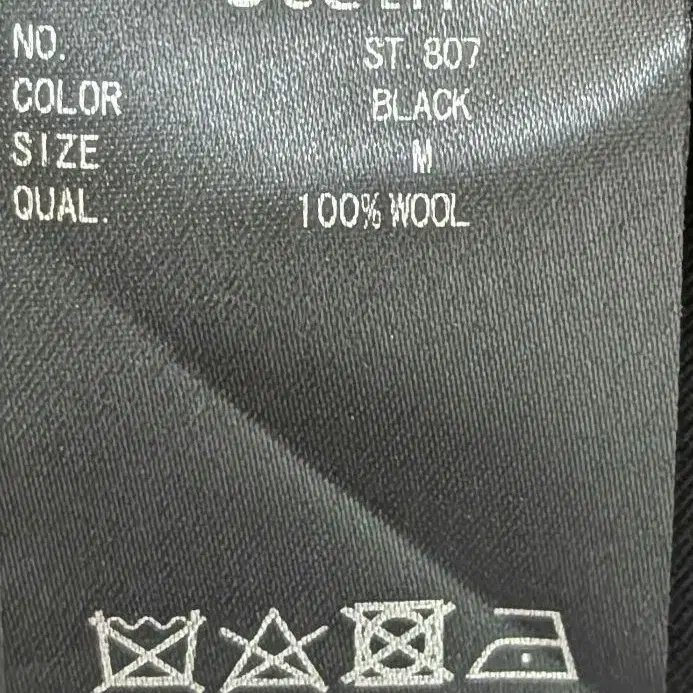 NO. ST. 807
COLOR BLACK
SIZE M
QUAL. 100% WOOL